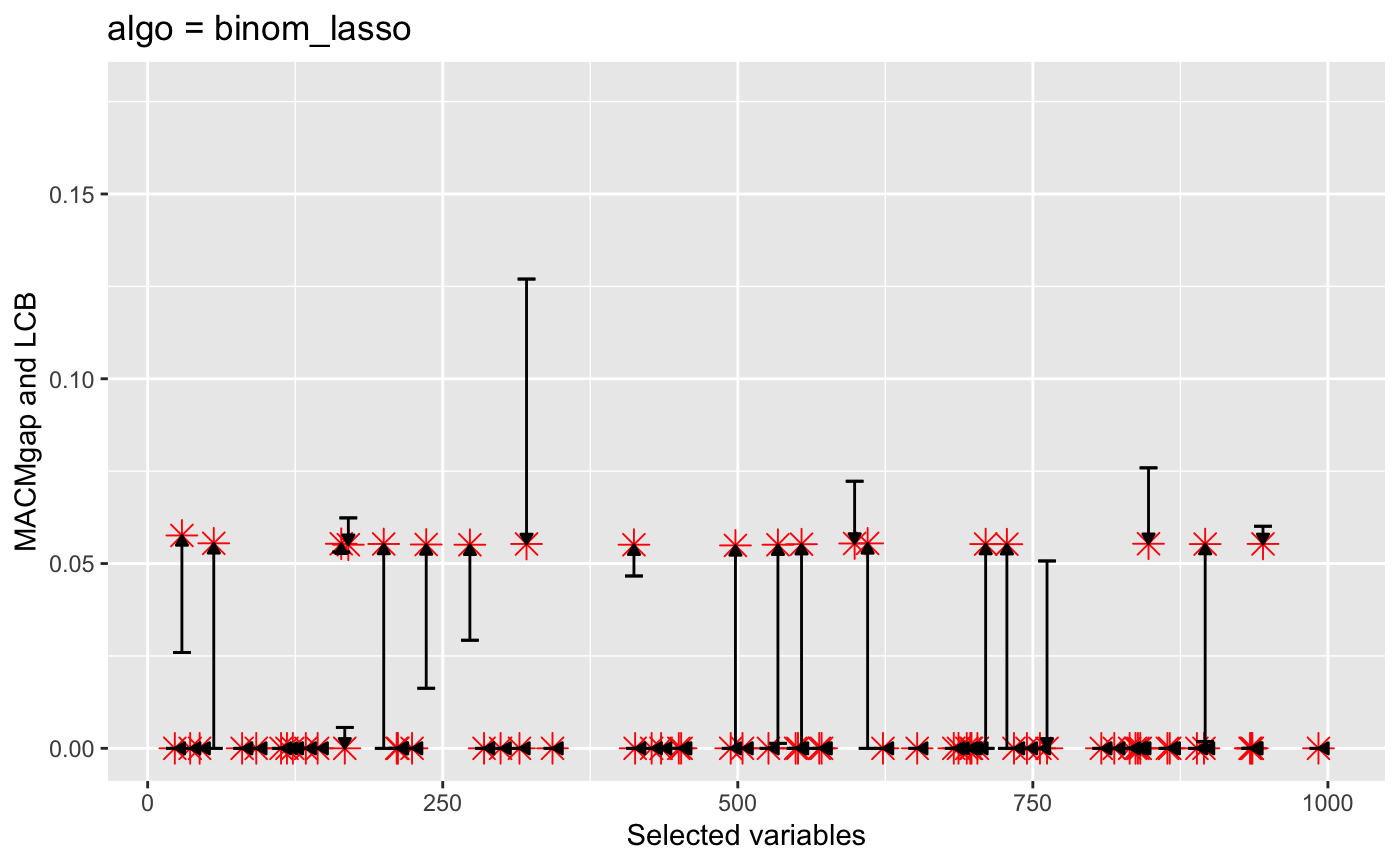 algo = binom_lasso
MACMgap and LCB
0.15
0.10
0.05
0.00
0 250 500 750 1000
Selected variables